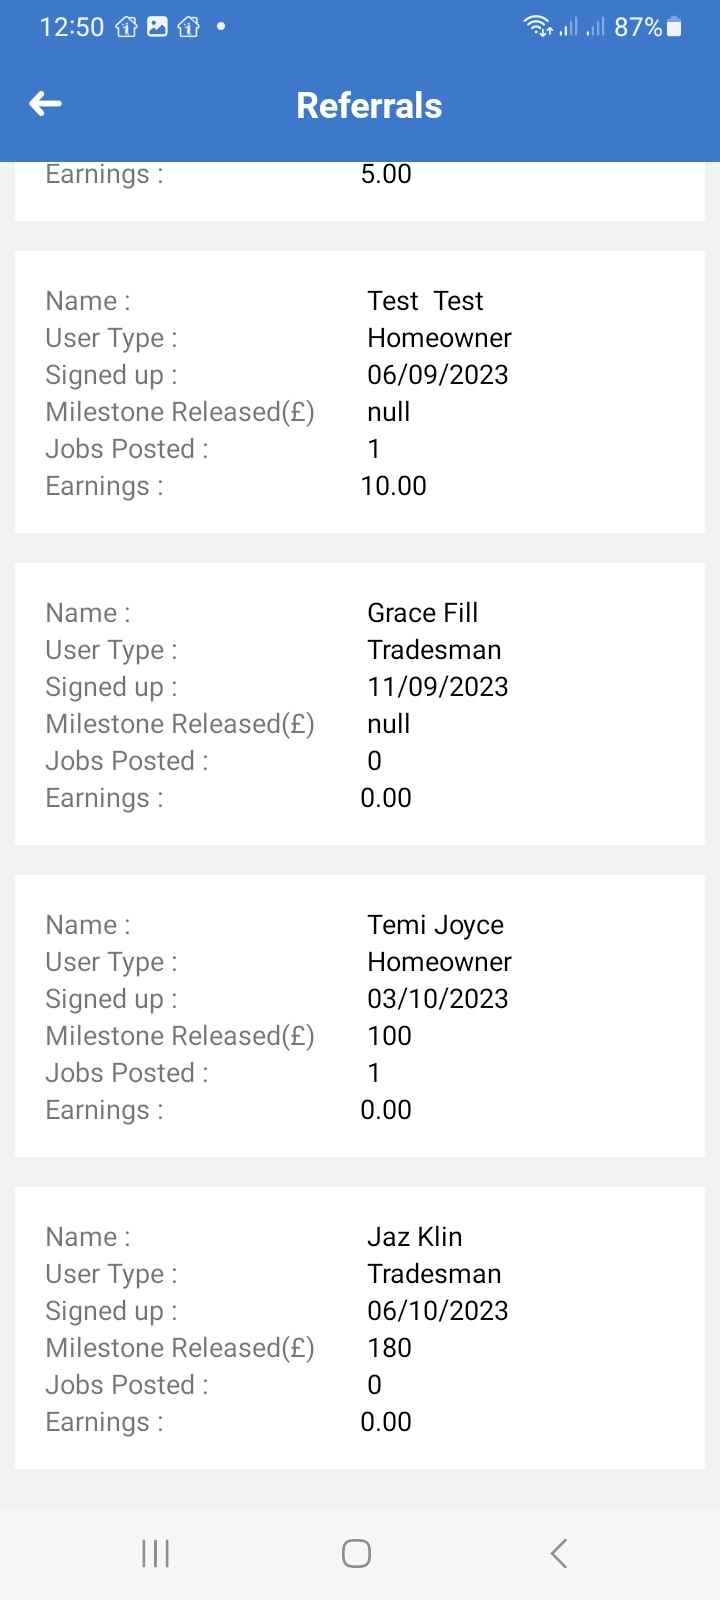 12:50 87%
Referrals
Earnings : 5.00
Name : Test Test
User Type : Homeowner
Signed up : 06/09/2023
Milestone Released(£) null
Jobs Posted : 1
Earnings : 10.00
Name : Grace Fill
User Type : Tradesman
Signed up : 11/09/2023
Milestone Released(£) null
Jobs Posted : 0
Earnings : 0.00
Name : Temi Joyce
User Type : Homeowner
Signed up : 03/10/2023
Milestone Released(£) 100
Jobs Posted : 1
Earnings : 0.00
Name : Jaz Klin
User Type : Tradesman
Signed up : 06/10/2023
Milestone Released(£) 180
Jobs Posted : 0
Earnings : 0.00